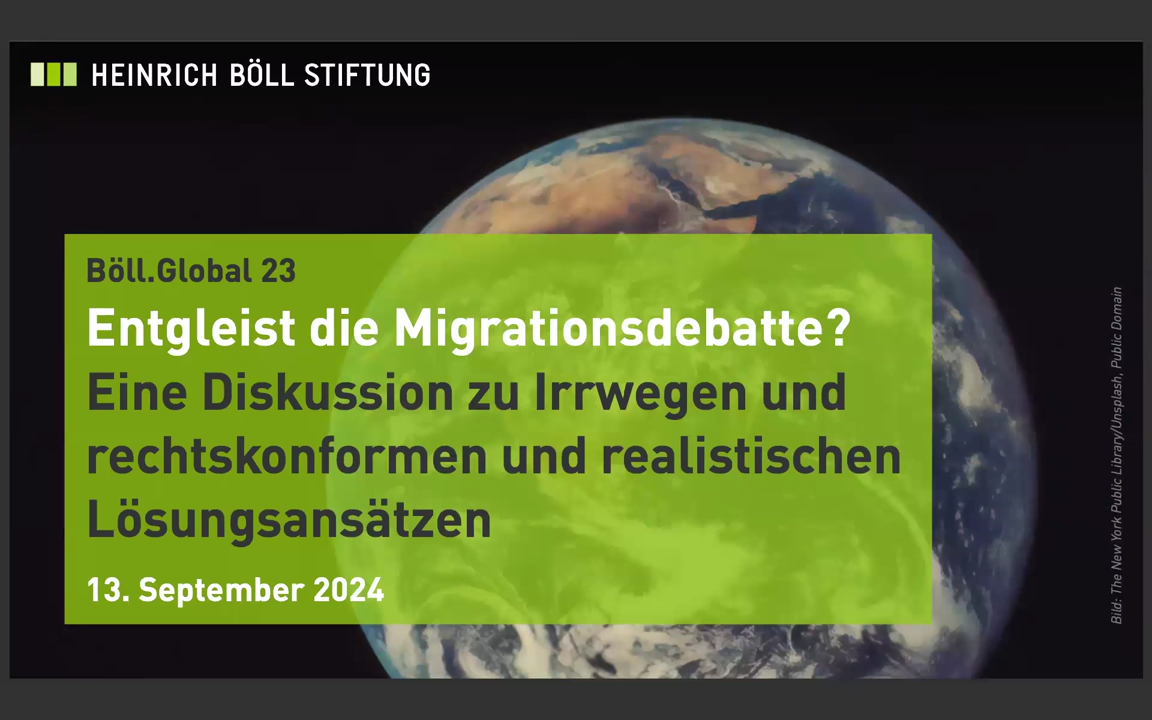 HEINRICH BÖLL STIFTUNG
Böll.Global 23
Entgleist die Migrationsdebatte?
Eine Diskussion zu Irrwegen und
rechtskonformen und realistischen
Lösungsansätzen
13. September 2024
Bild: The New York Public Library/Unsplash, Public Domain